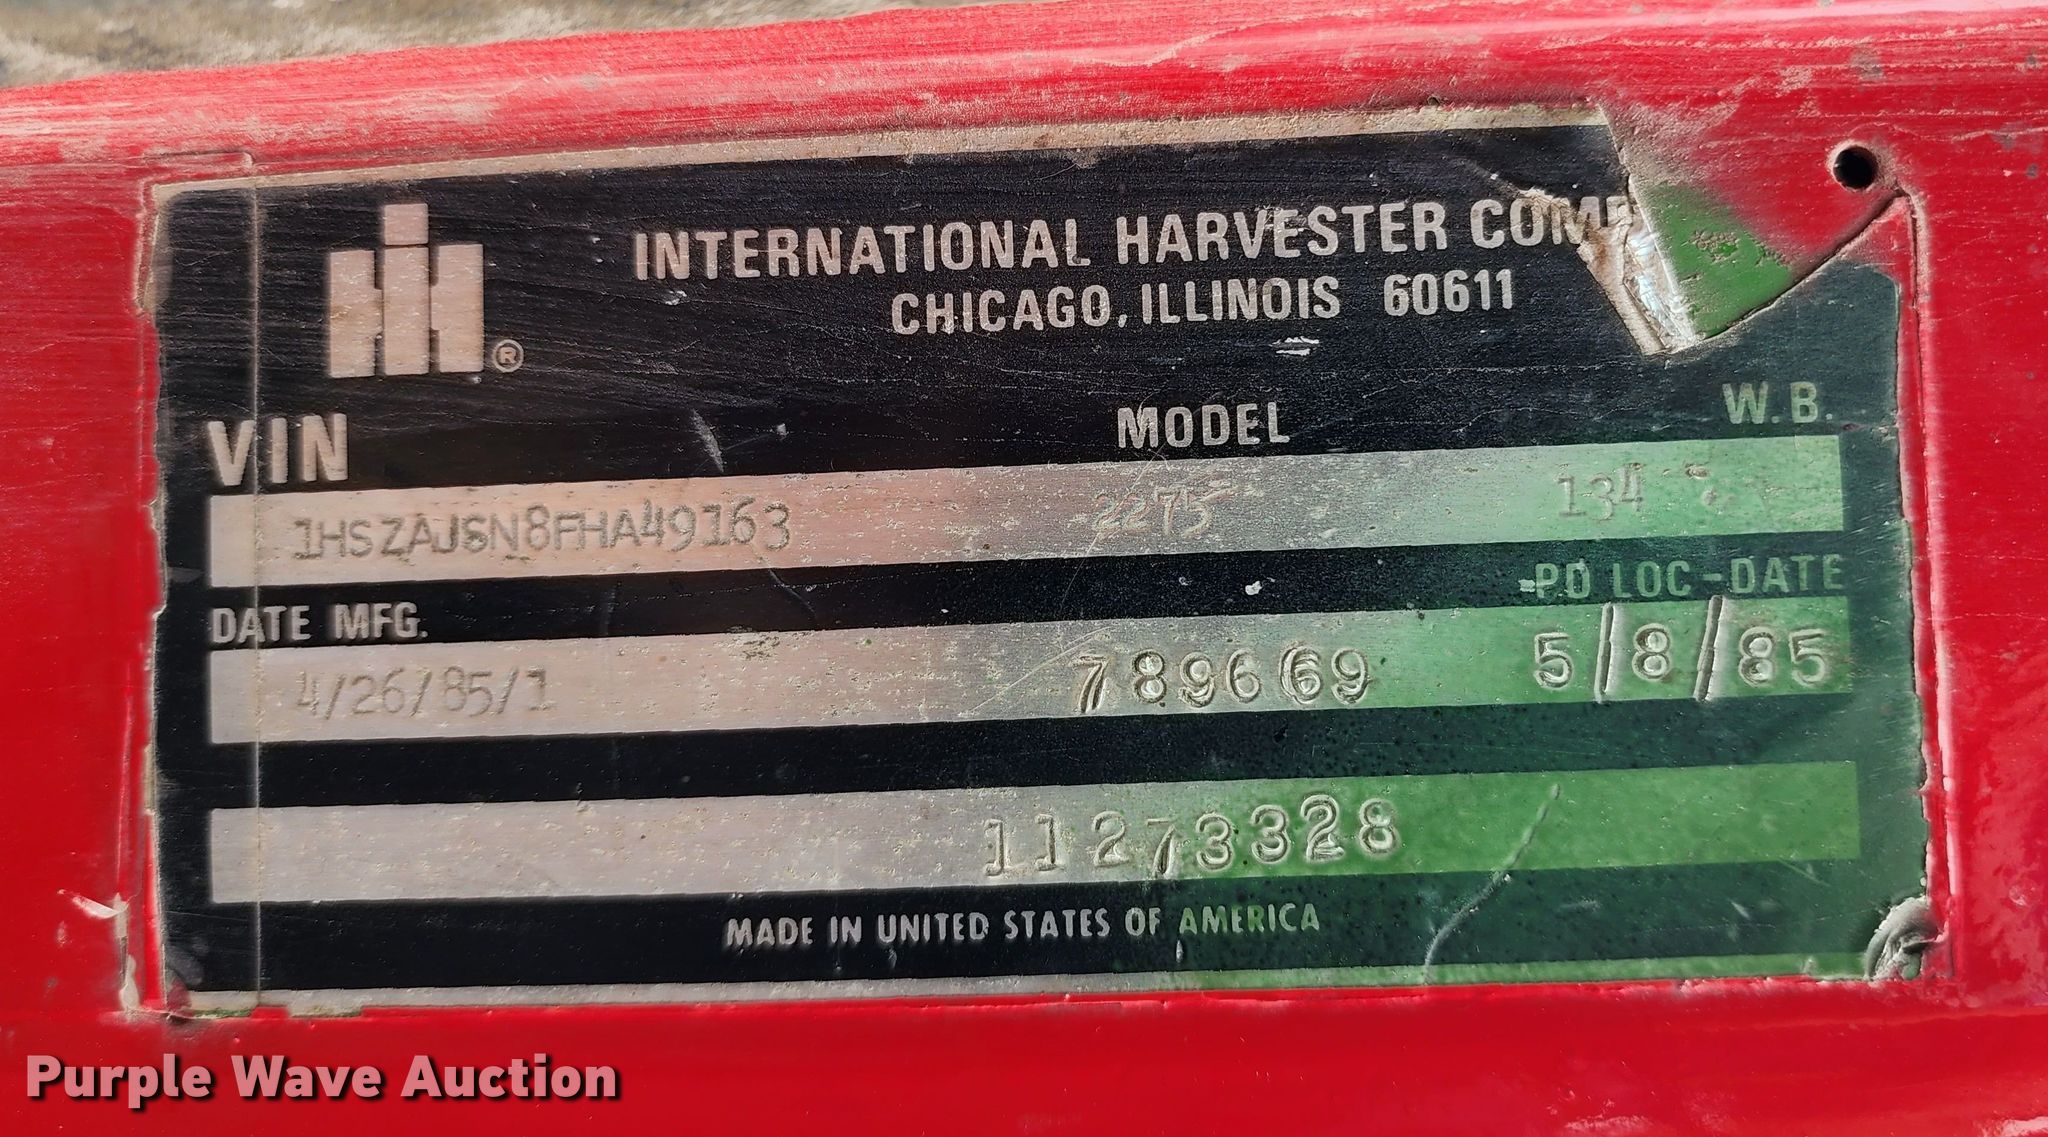 INTERNATIONAL HARVESTER COMP
CHICAGO, ILLINOIS 60611
VIN MODEL W.B.
1HSZAJSN8FHA49163 2275 134
DATE MFG. PD LOC-DATE
4/26/85/1 789669 5/8/85
11273328
MADE IN UNITED STATES OF AMERICA
Purple Wave Auction